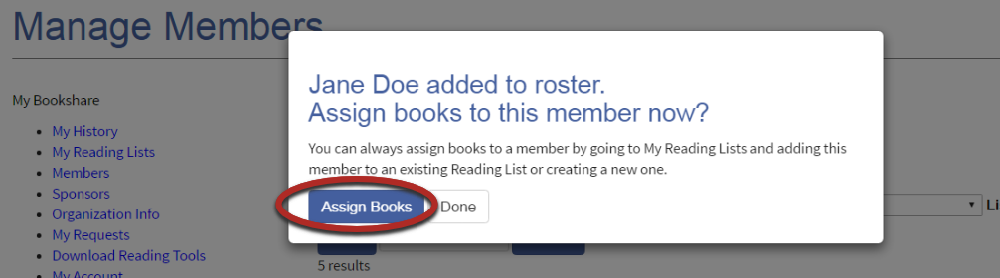 Manage Members
Jane Doe added to roster.
Assign books to this member now?
My Bookshare
You can always assign books to a member by going to My Reading Lists and adding this
member to an existing Reading List or creating a new one.
My History
My Reading Lists
Members
Sponsors
Organization Info
My Requests
Download Reading Tools
My Account
Assign Books
Done
Li
5 results